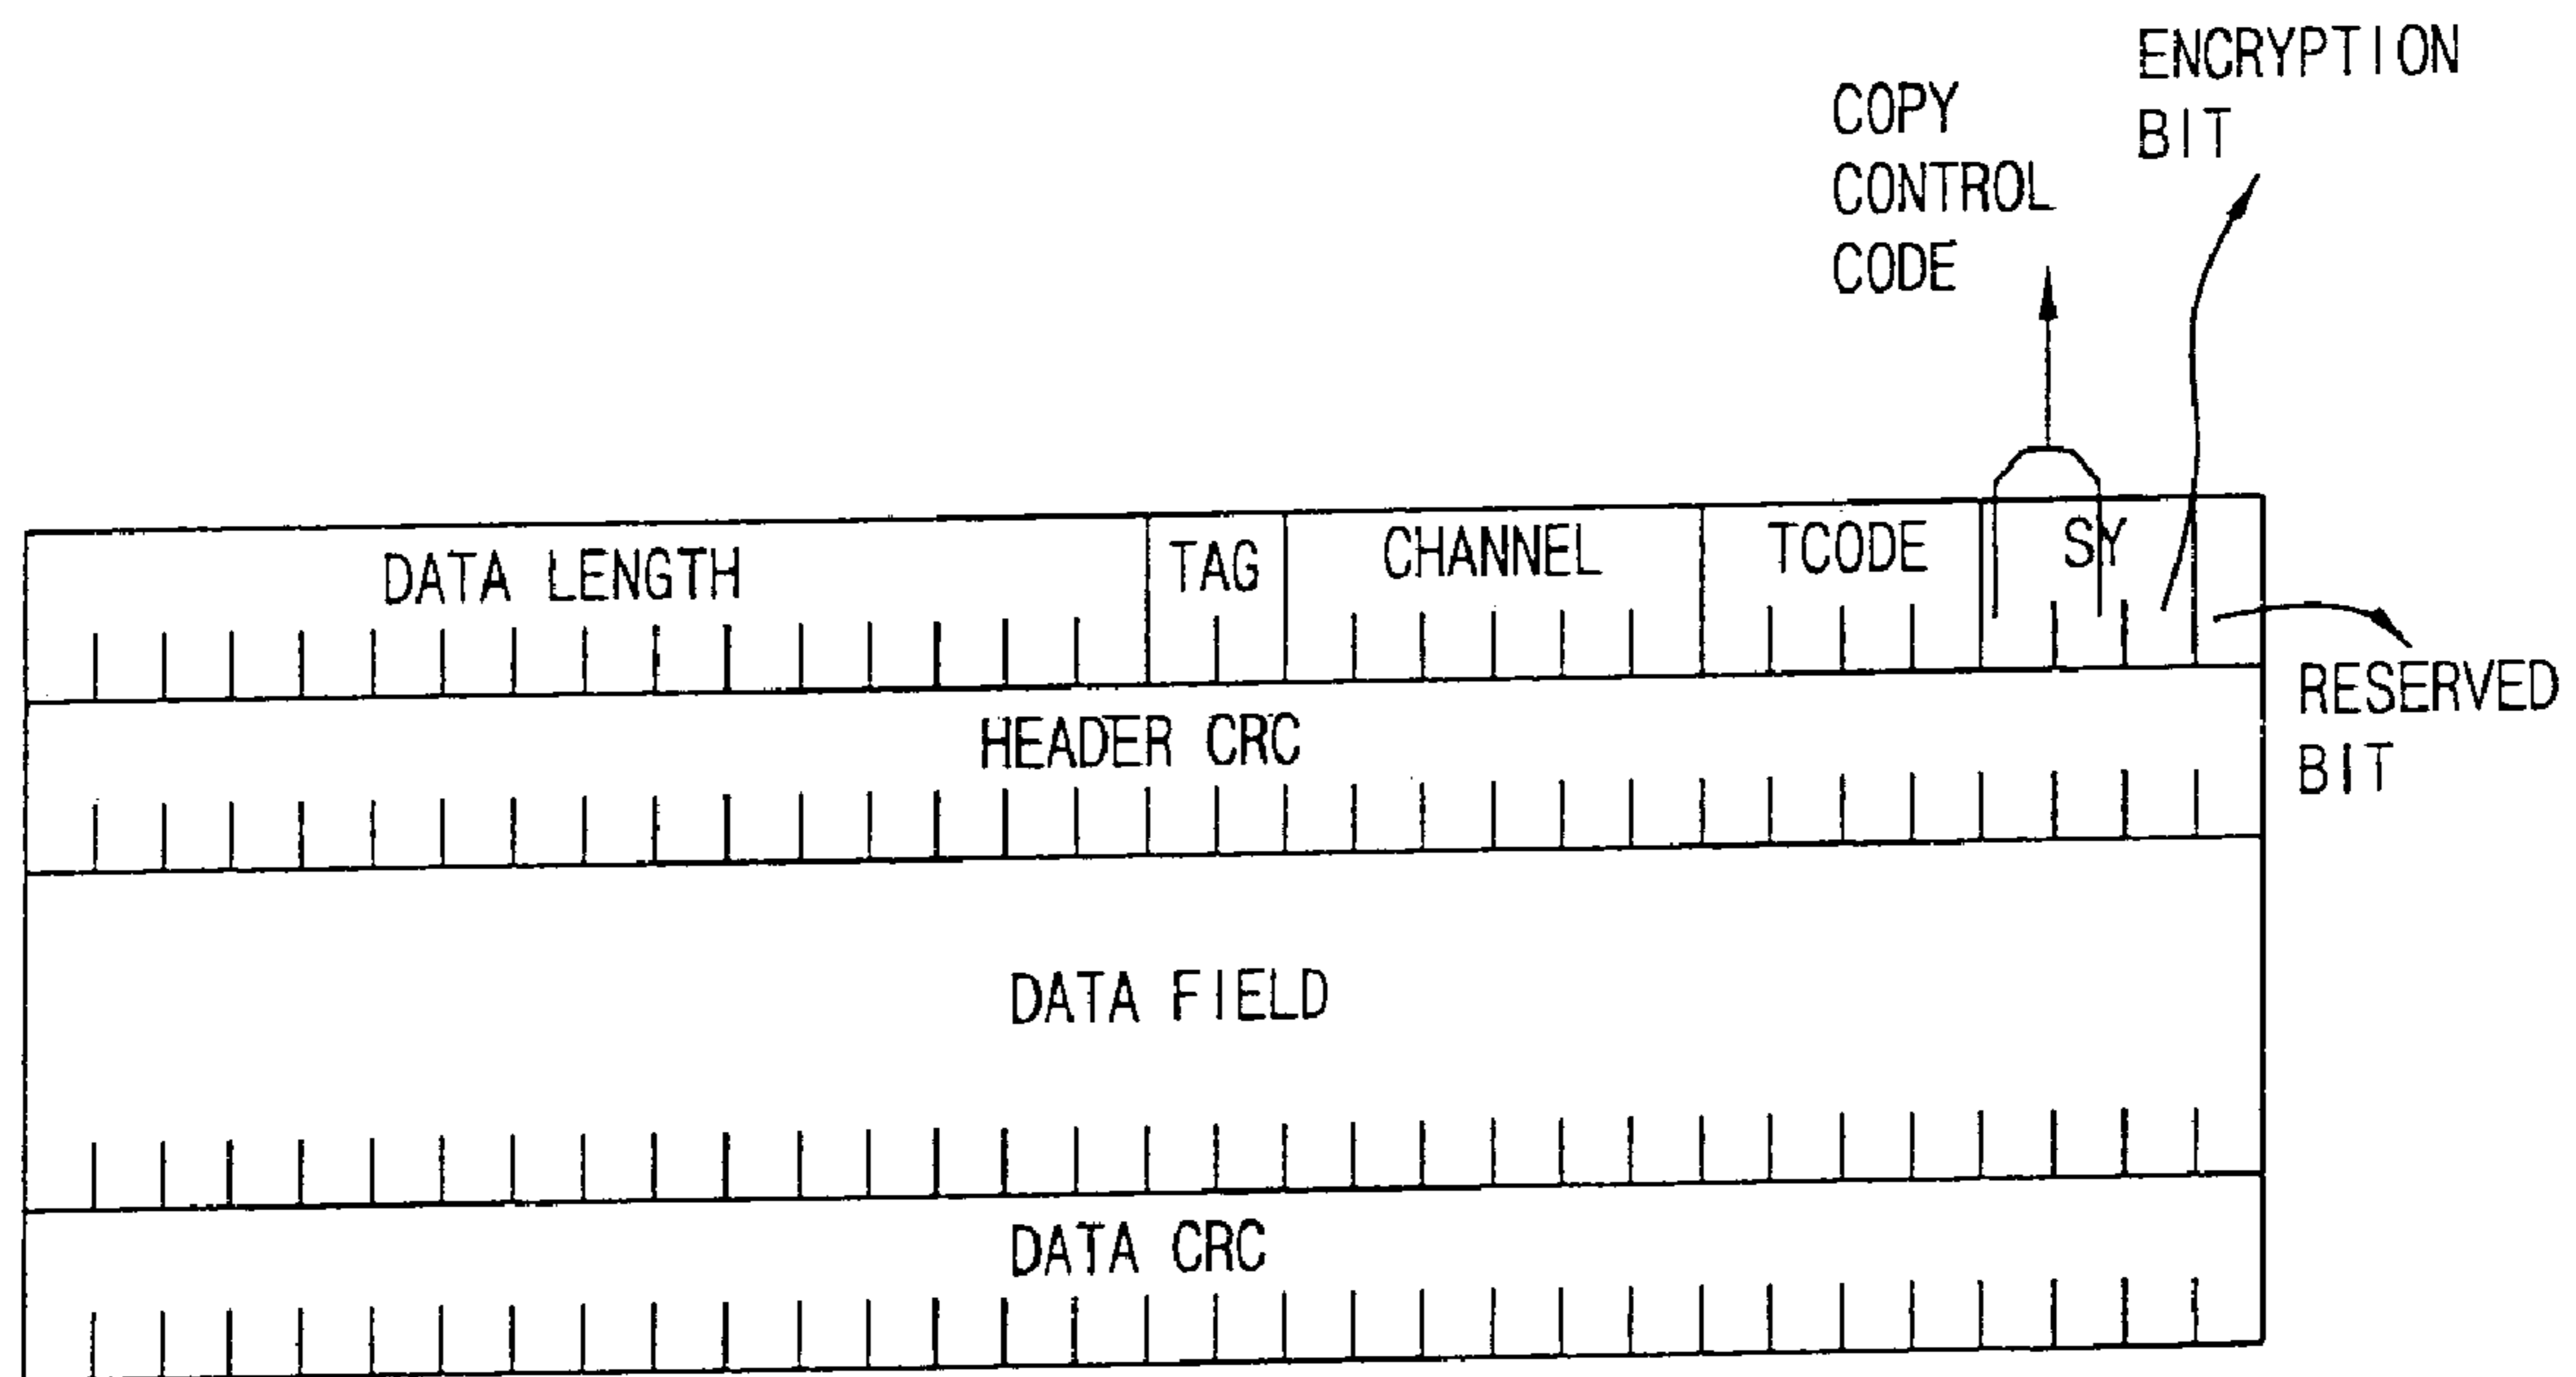 ENCRYPTION
BIT
COPY
CONTROL
CODE
DATA LENGTH
TAG
CHANNEL
TCODE
SY
RESERVED
BIT
HEADER CRC
DATA FIELD
DATA CRC